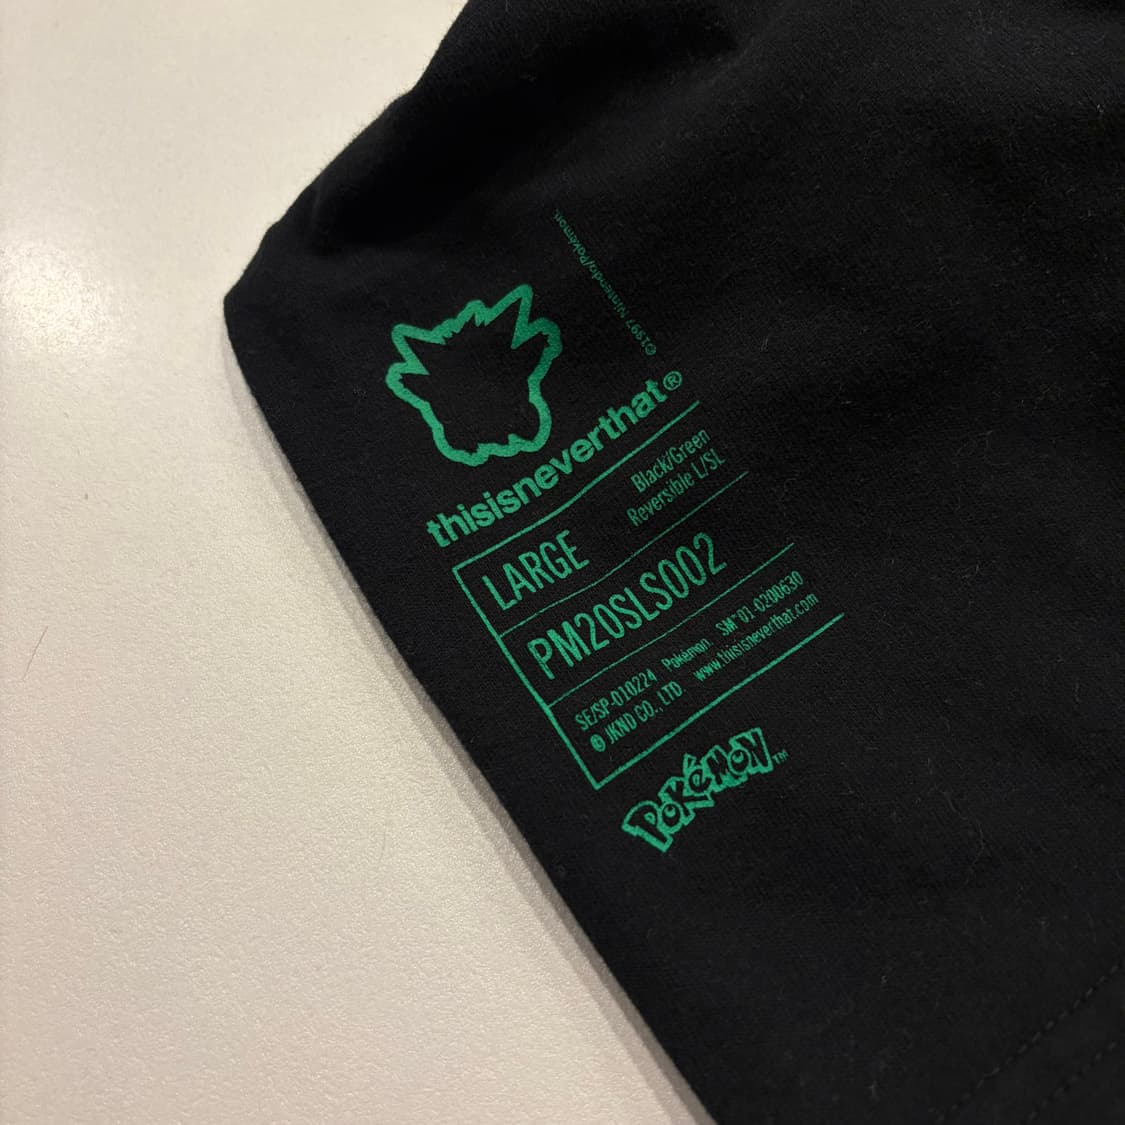 ©1997 Nintendo/Pokémon.
thisisneverthat®
LARGE
Black/Green
Reversible L/SL
PM20SLS002
SE/SP-010224 Pokémon. SM*01-0200630
© JKND CO., LTD www.thisisneverthat.com
POKéMON™